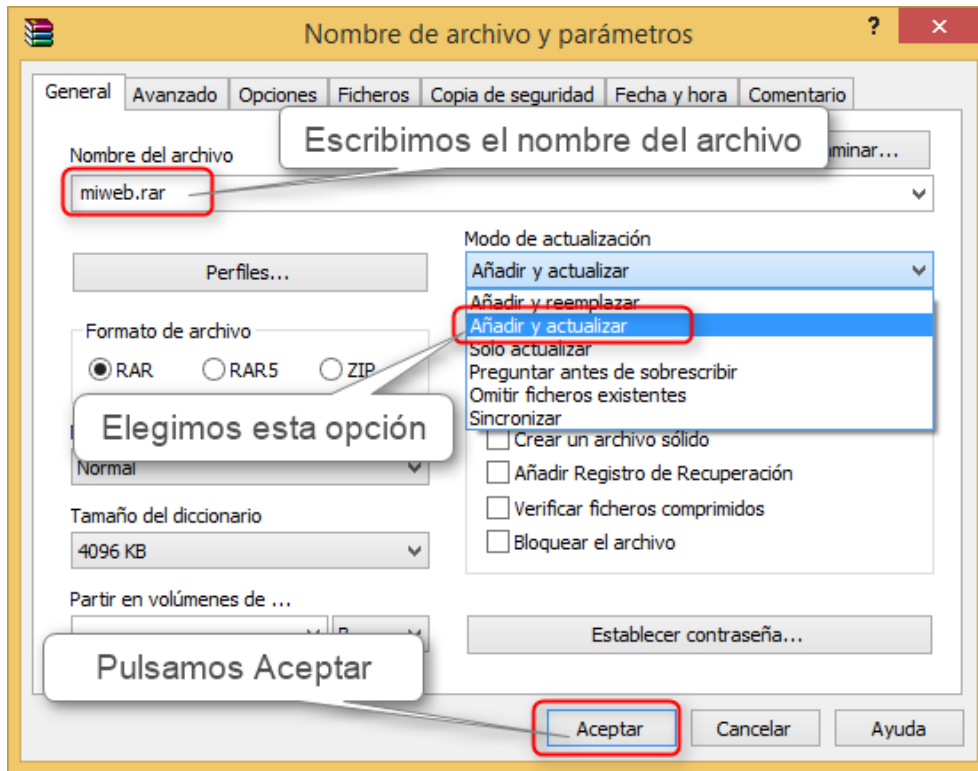 Nombre de archivo y parámetros
?
×
General Avanzado Opciones Ficheros Copia de seguridad Fecha y hora Comentario
Escribimos el nombre del archivo
Nombre del archivo
minar...
miweb.rar
Modo de actualización
Perfiles...
Añadir y actualizar
Añadir y reemplazar
Añadir y actualizar
Solo actualizar
Preguntar antes de sobrescribir
Omitir ficheros existentes
Sincronizar
Formato de archivo
RAR RAR5 ZIP
Elegimos esta opción
Normal
Crear un archivo sólido
Añadir Registro de Recuperación
Verificar ficheros comprimidos
Bloquear el archivo
Tamaño del diccionario
4096 KB
Partir en volúmenes de ...
Establecer contraseña...
Pulsamos Aceptar
Aceptar Cancelar Ayuda